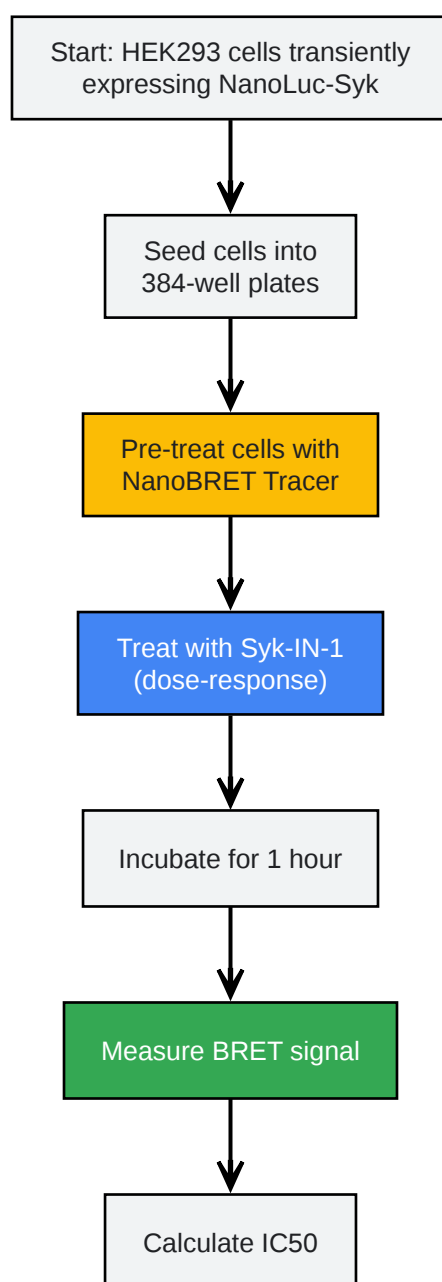 Start: HEK293 cells transiently
expressing NanoLuc-Syk
Seed cells into
384-well plates
Pre-treat cells with
NanoBRET Tracer
Treat with Syk-IN-1
(dose-response)
Incubate for 1 hour
Measure BRET signal
Calculate IC50